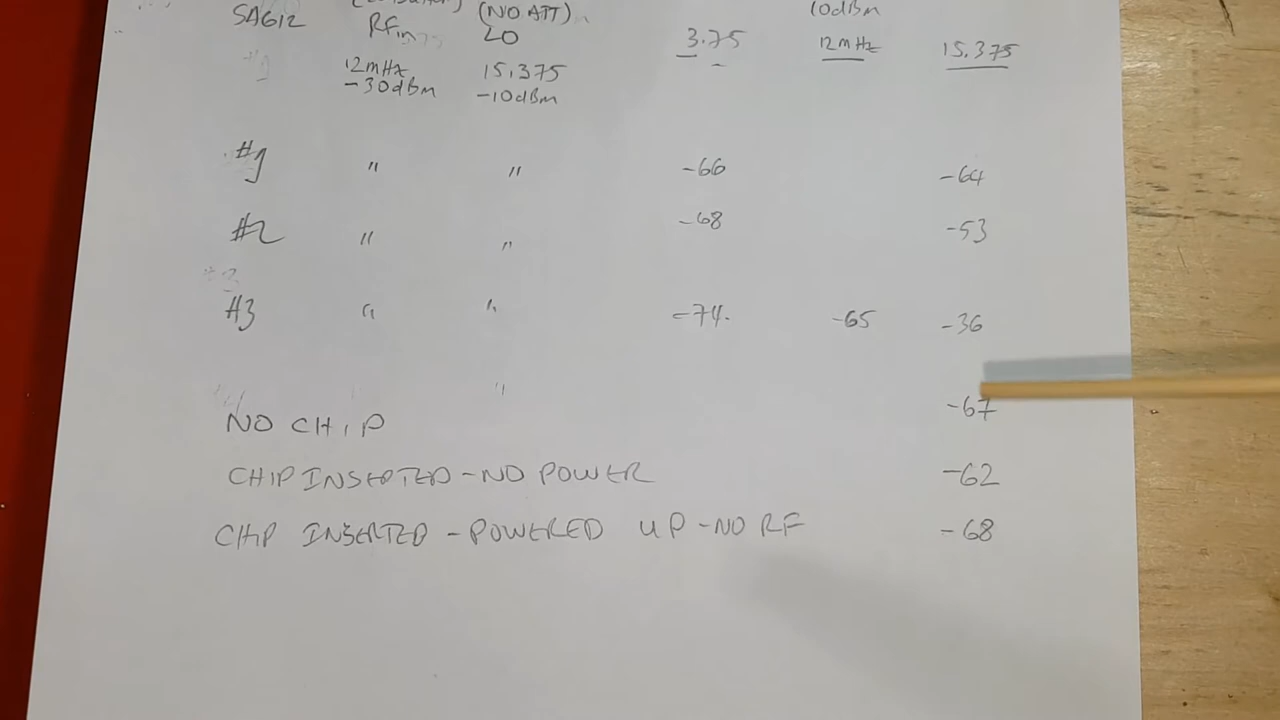 (NO ATT) 10dBm
SA612 RFin LO 3.75 12mHz 15.375
12mHz 15.375
-30dBm -10dBm
#1 " " -66 -64
#2 " " -68 -53
#3 " " -74. -65 -36
NO CHIP " -67
CHIP INSERTED - NO POWER -62
CHIP INSERTED - POWERED UP - NO RF -68